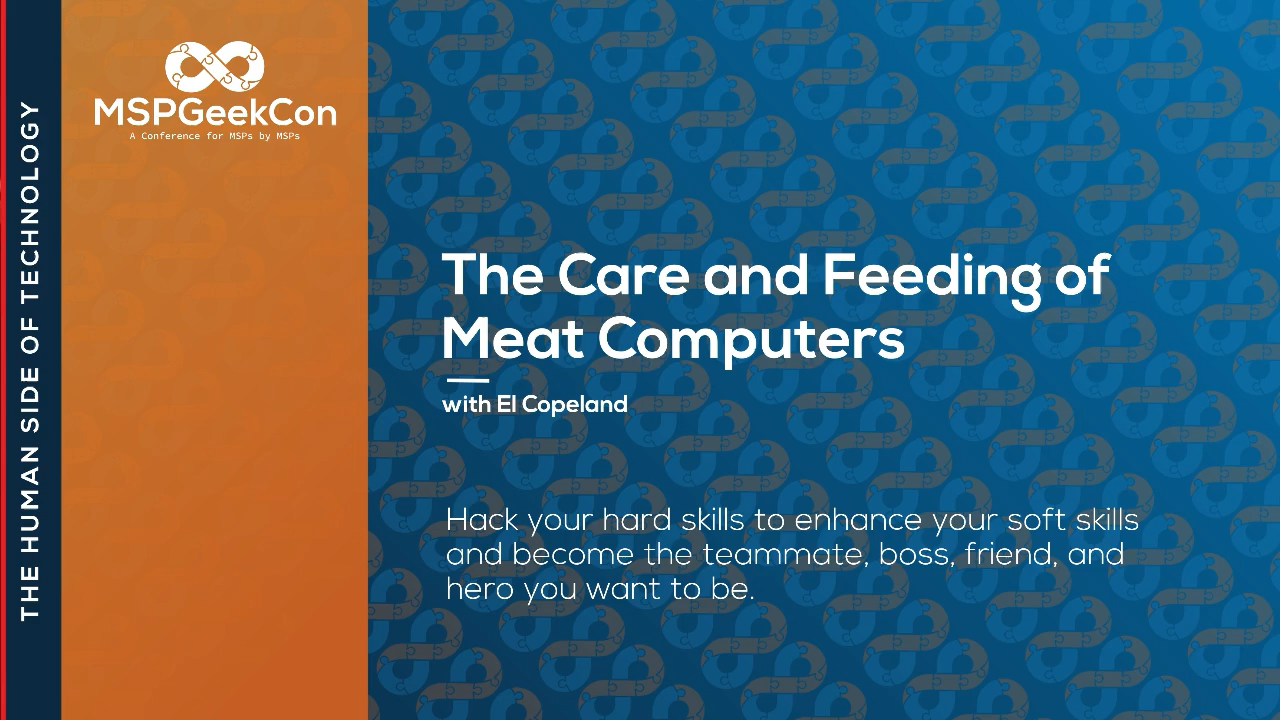 THE HUMAN SIDE OF TECHNOLOGY
MSPGeekCon
A Conference for MSPs by MSPs
The Care and Feeding of
Meat Computers
with El Copeland
Hack your hard skills to enhance your soft skills
and become the teammate, boss, friend, and
hero you want to be.